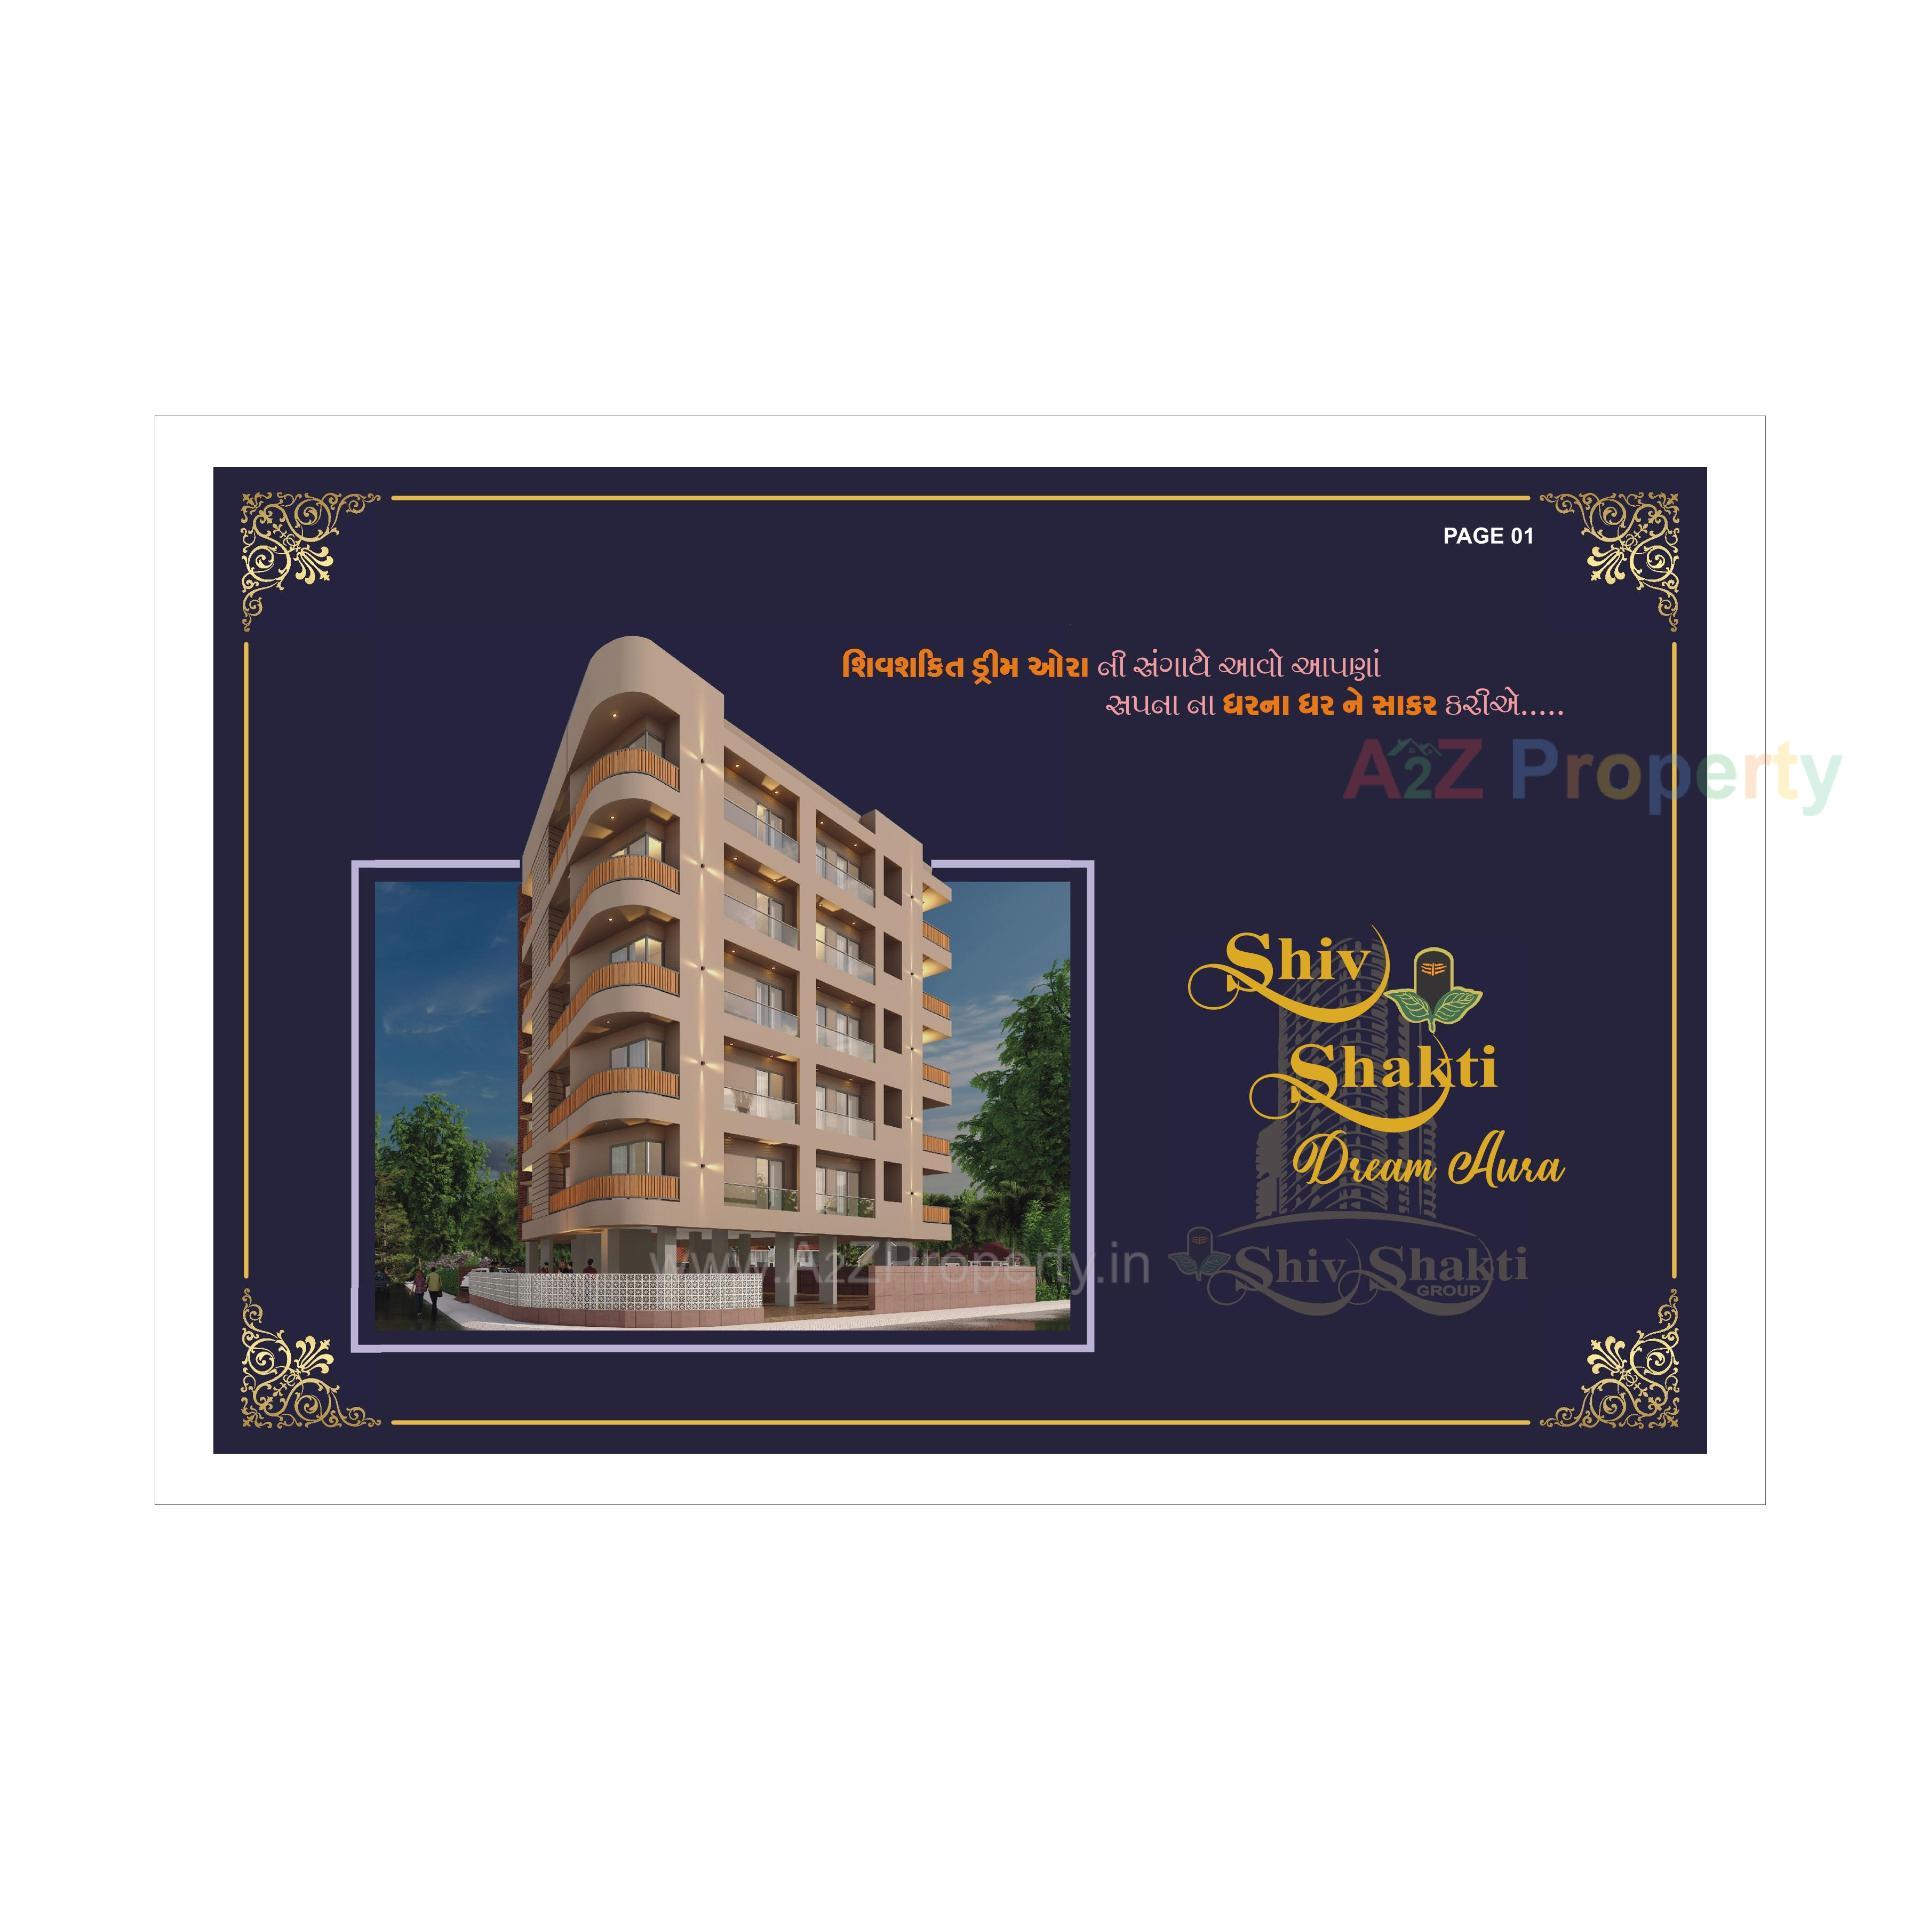 PAGE 01
શિવશકિત ડ્રીમ ઓરા ની સંગાથે આવો આપણાં
સપના ના ઘરના ઘર ને સાકર કરીએ.....
A2Z Property
Shiv
Shakti
Dream Aura
www.A2ZProperty.in
Shiv Shakti
GROUP